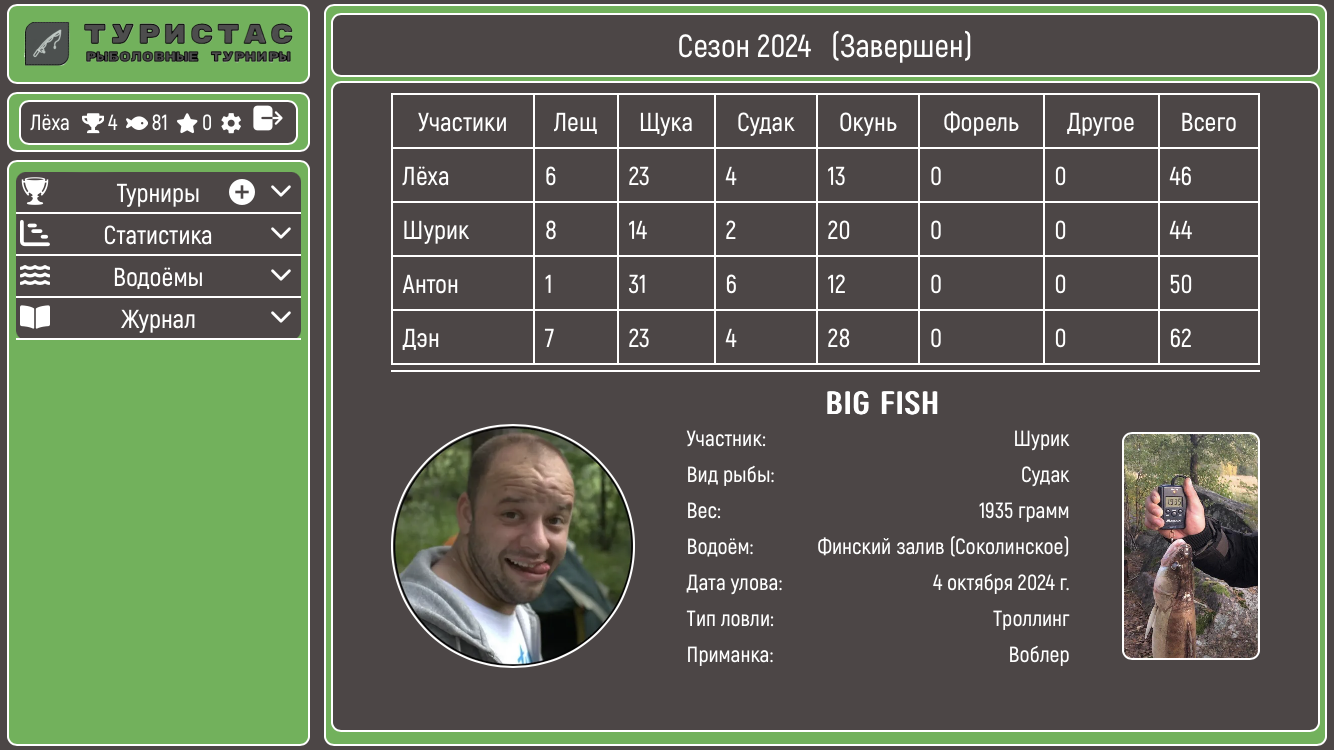 ТУРИСТАС
РЫБОЛОВНЫЕ ТУРНИРЫ
Лёха 4 81 0
Турниры
Статистика
Водоёмы
Журнал
Сезон 2024 (Завершен)
Участики Лещ Щука Судак Окунь Форель Другое Всего
Лёха 6 23 4 13 0 0 46
Шурик 8 14 2 20 0 0 44
Антон 1 31 6 12 0 0 50
Дэн 7 23 4 28 0 0 62
BIG FISH
Участник: Шурик
Вид рыбы: Судак
Вес: 1935 грамм
Водоём: Финский залив (Соколинское)
Дата улова: 4 октября 2024 г.
Тип ловли: Троллинг
Приманка: Воблер